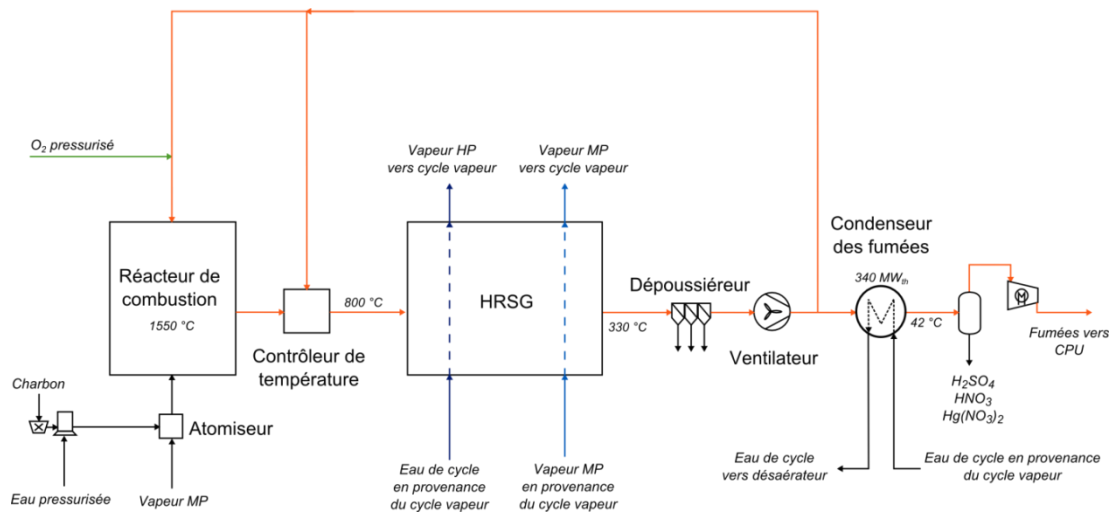 O2 pressurisé
Vapeur HP
vers cycle vapeur
Vapeur MP
vers cycle vapeur
Réacteur de
combustion
1550 °C
Contrôleur de
température
800 °C
HRSG
330 °C
Dépoussiéreur
Ventilateur
Condenseur
des fumées
340 MWth
42 °C
M
Fumées vers
CPU
H2SO4
HNO3
Hg(NO3)2
Charbon
Atomiseur
Eau pressurisée
Vapeur MP
Eau de cycle
en provenance
du cycle vapeur
Vapeur MP
en provenance
du cycle vapeur
Eau de cycle
vers désaérateur
Eau de cycle en provenance
du cycle vapeur